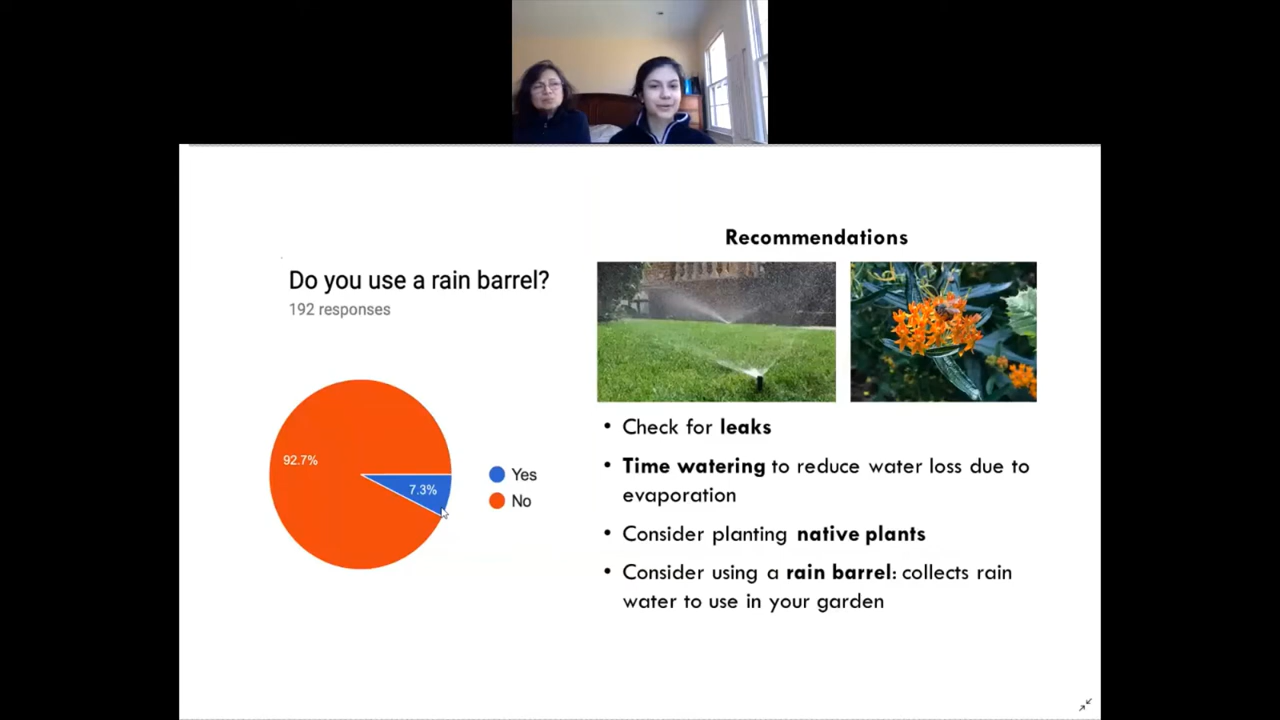 Recommendations
Do you use a rain barrel?
192 responses
92.7%
7.3%
Yes
No
• Check for leaks
• Time watering to reduce water loss due to
evaporation
• Consider planting native plants
• Consider using a rain barrel: collects rain
water to use in your garden